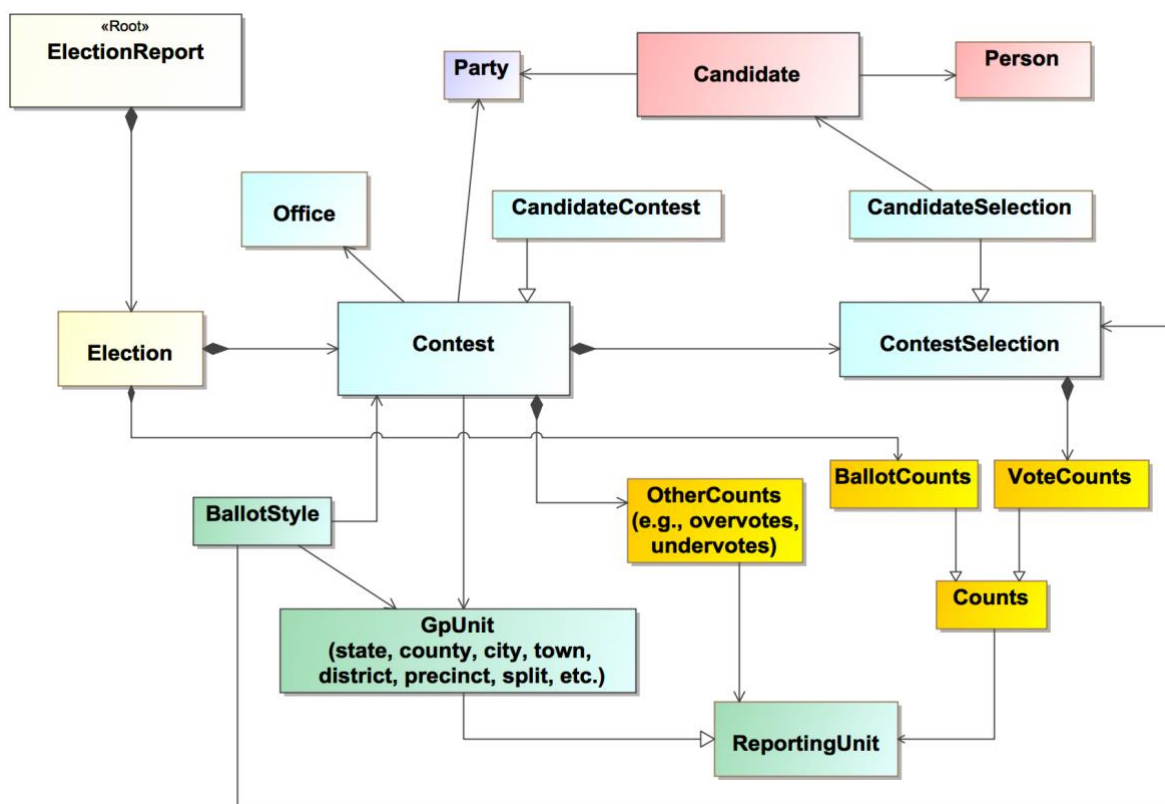 «Root»
ElectionReport
Party
Candidate
Person
Office
CandidateContest
CandidateSelection
Election
Contest
ContestSelection
BallotStyle
OtherCounts
(e.g., overvotes,
undervotes)
BallotCounts
VoteCounts
Counts
GpUnit
(state, county, city, town,
district, precinct, split, etc.)
ReportingUnit